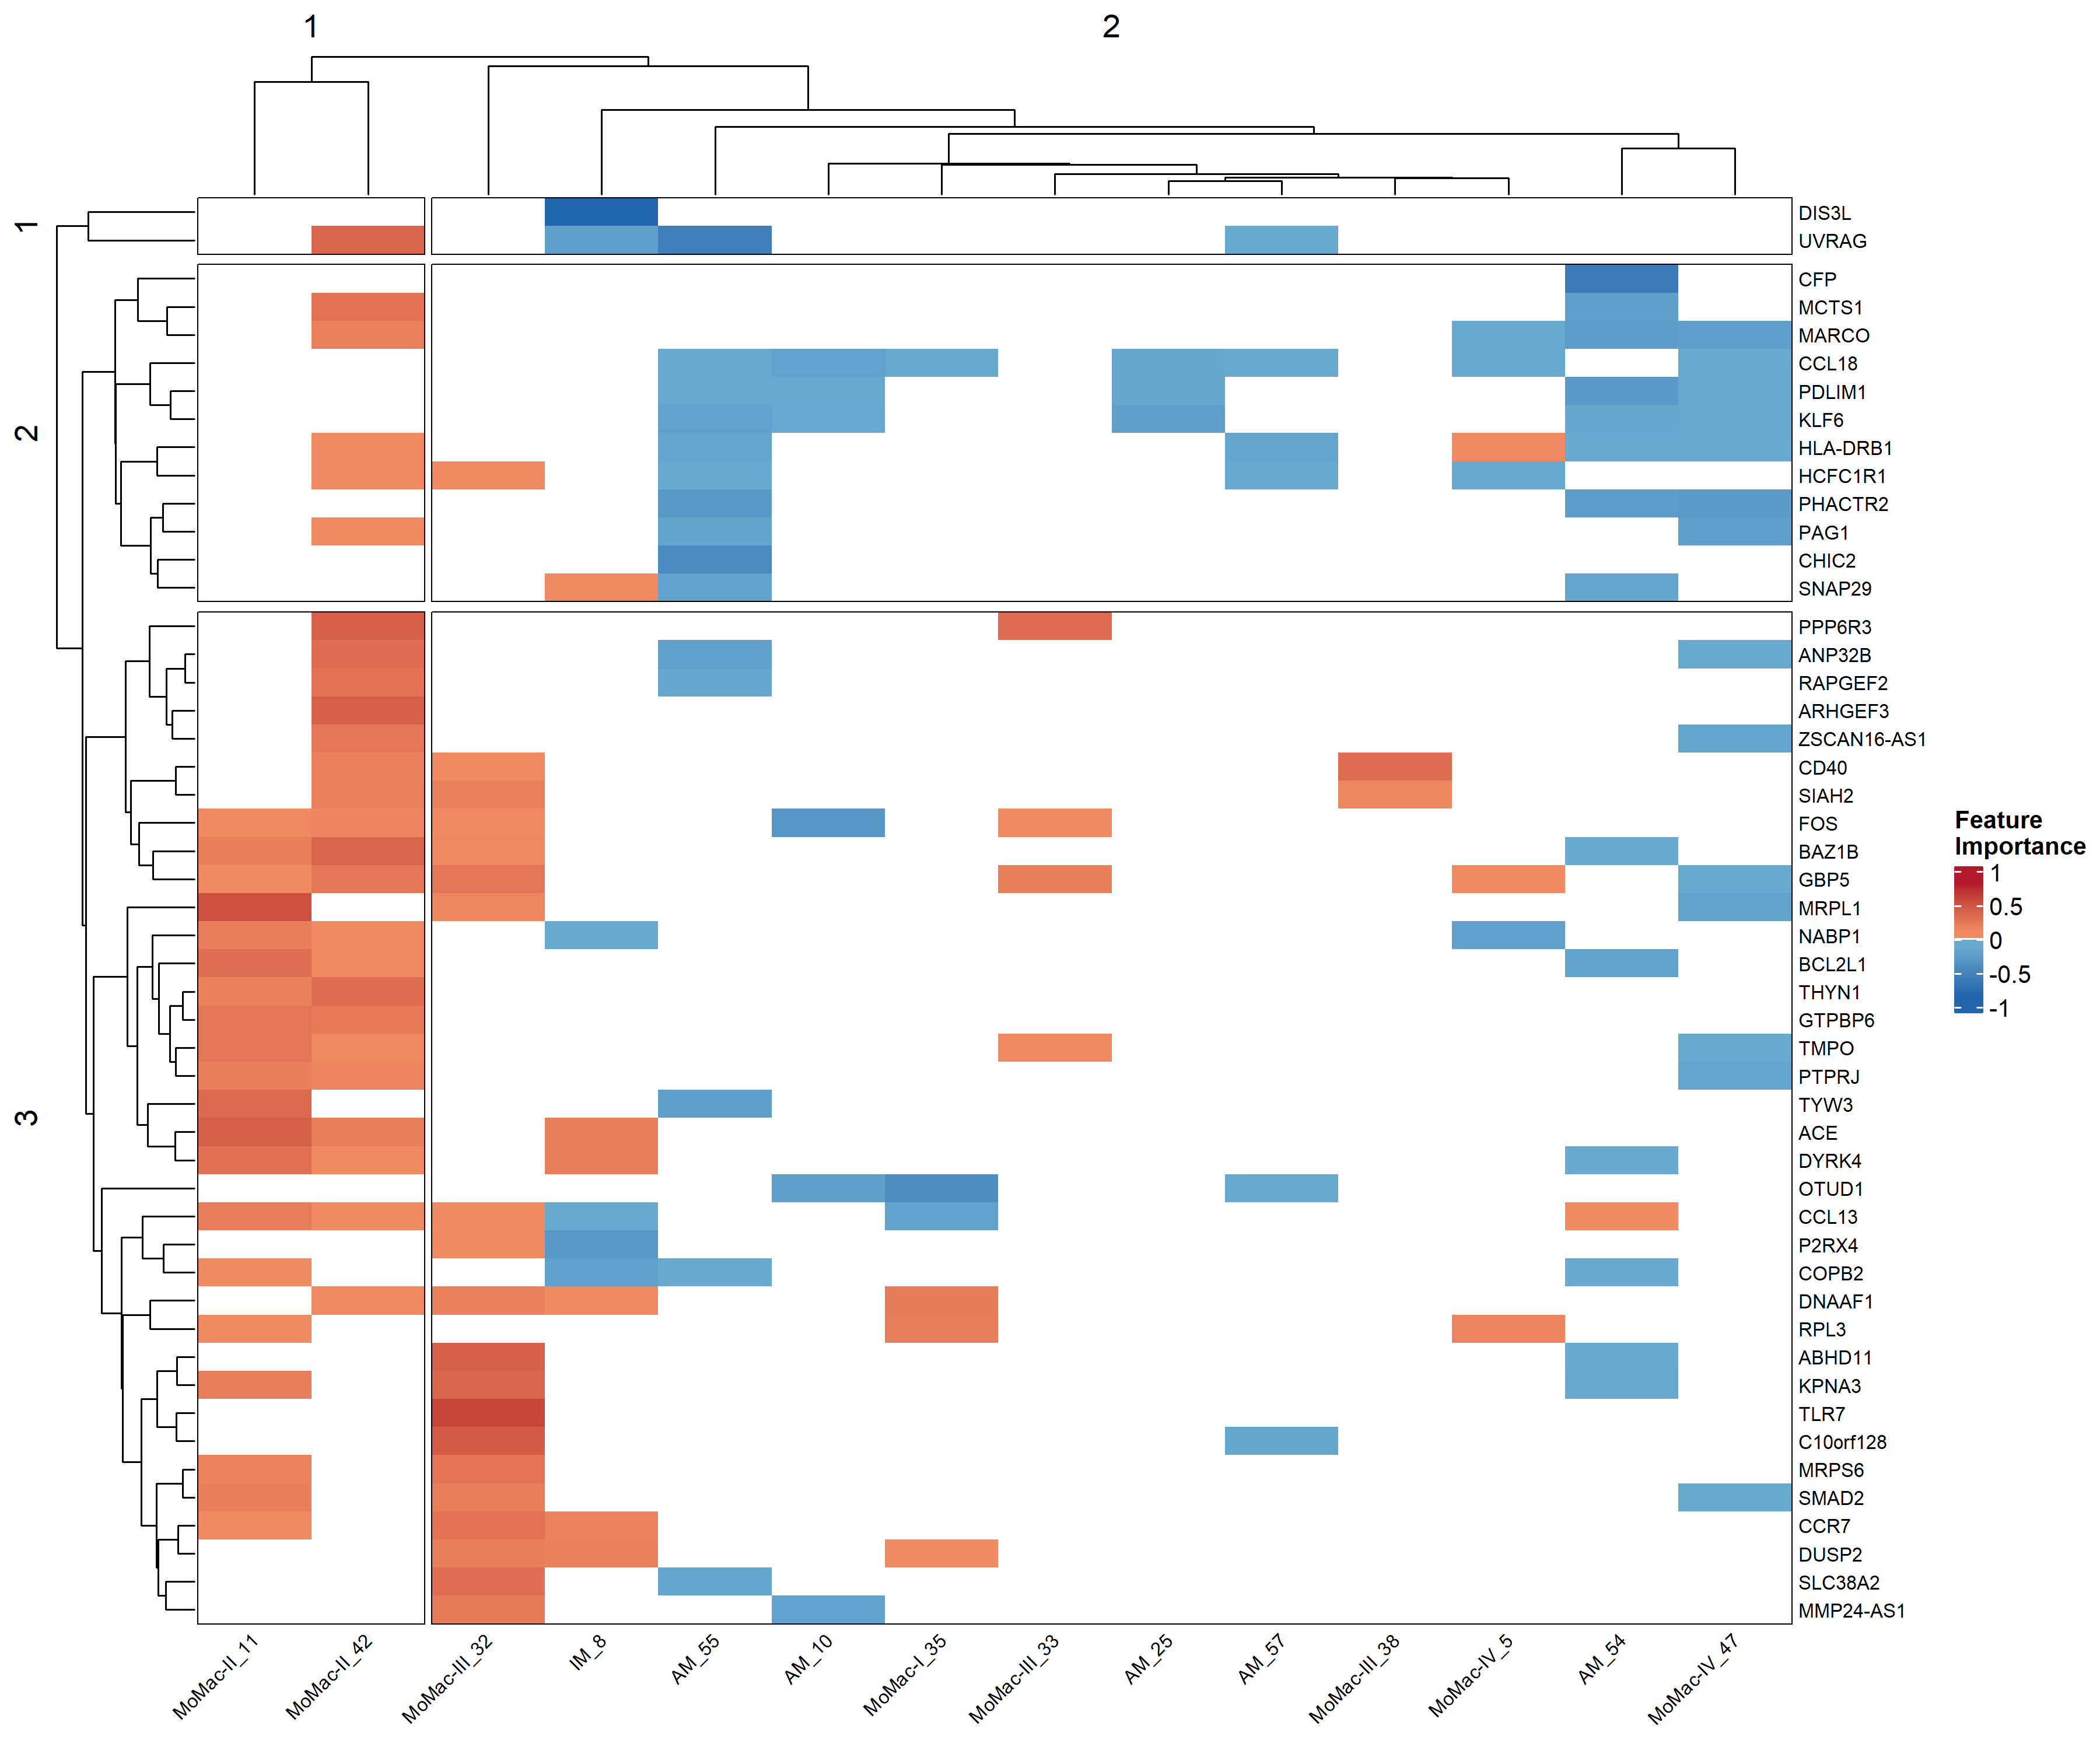 1
2
1
2
3
DIS3L
UVRAG
CFP
MCTS1
MARCO
CCL18
PDLIM1
KLF6
HLA-DRB1
HCFC1R1
PHACTR2
PAG1
CHIC2
SNAP29
PPP6R3
ANP32B
RAPGEF2
ARHGEF3
ZSCAN16-AS1
CD40
SIAH2
FOS
BAZ1B
GBP5
MRPL1
NABP1
BCL2L1
THYN1
GTPBP6
TMPO
PTPRJ
TYW3
ACE
DYRK4
OTUD1
CCL13
P2RX4
COPB2
DNAAF1
RPL3
ABHD11
KPNA3
TLR7
C10orf128
MRPS6
SMAD2
CCR7
DUSP2
SLC38A2
MMP24-AS1
MoMac-II_11
MoMac-II_42
MoMac-III_32
IM_8
AM_55
AM_10
MoMac-I_35
MoMac-III_33
AM_25
AM_57
MoMac-III_38
MoMac-IV_5
AM_54
MoMac-IV_47
Feature
Importance
1
0.5
0
-0.5
-1